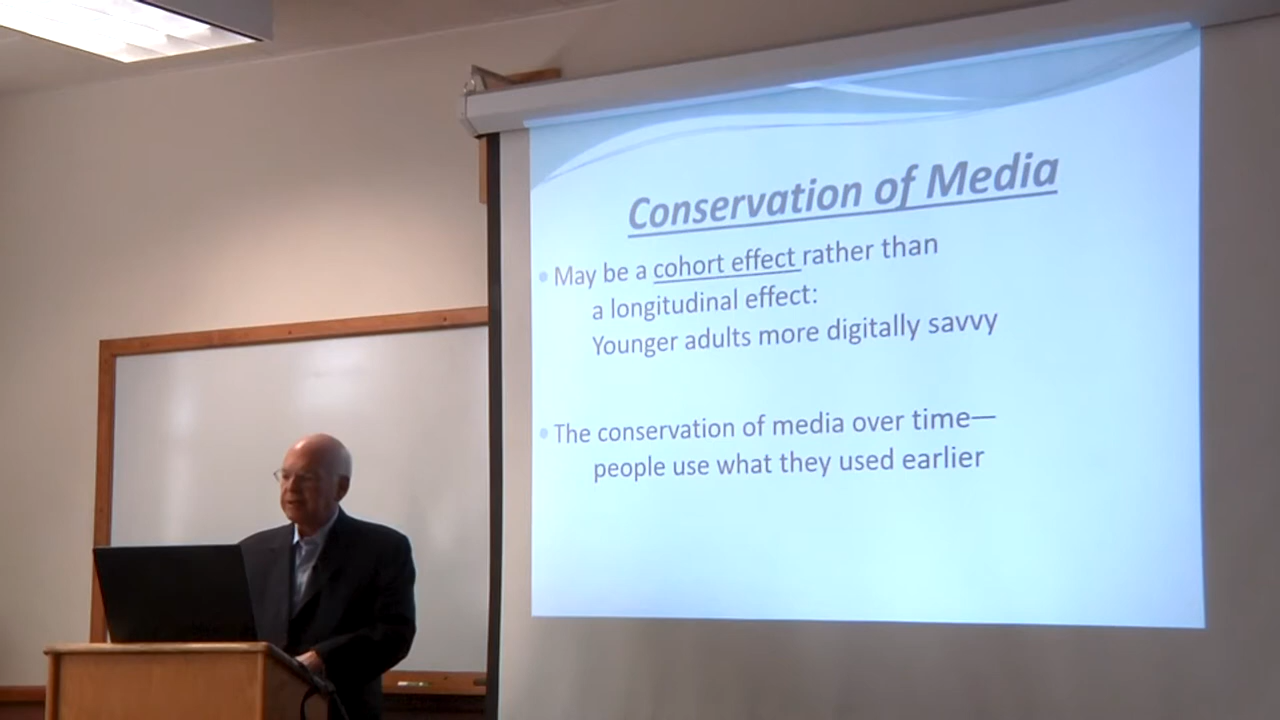 Conservation of Media
• May be a cohort effect rather than
a longitudinal effect:
Younger adults more digitally savvy
• The conservation of media over time—
people use what they used earlier